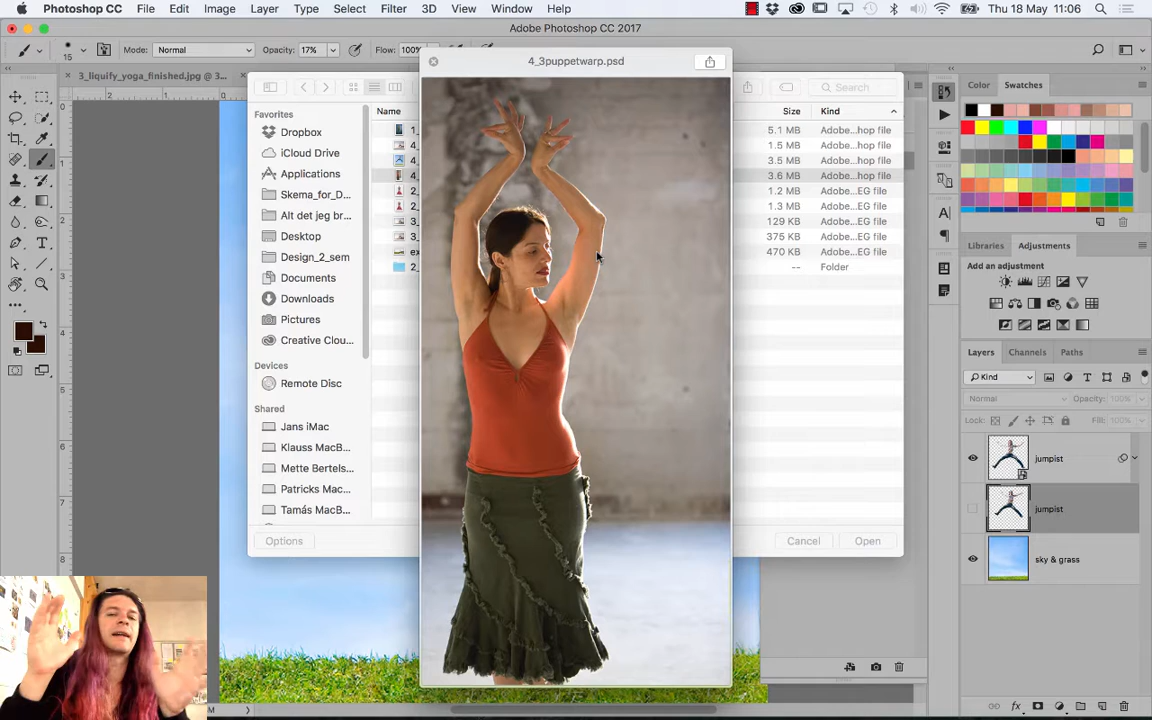 Photoshop CC File Edit Image Layer Type Select Filter 3D View Window Help Thu 18 May 11:06
Adobe Photoshop CC 2017
15 Mode: Normal Opacity: 17% Flow: 100%
3_liquify_yoga_finished.jpg @ 3...
4_3puppetwarp.psd
Search
Favorites
Dropbox
iCloud Drive
Applications
Skema_for_D...
Alt det jeg br...
Desktop
Design_2_sem
Documents
Downloads
Pictures
Creative Clou...
Devices
Remote Disc
Shared
Jans iMac
Klauss MacB...
Mette Bertels...
Patricks Mac...
Tamás MacB...
Name Size Kind
5.1 MB Adobe...hop file
1.5 MB Adobe...hop file
3.5 MB Adobe...hop file
3.6 MB Adobe...hop file
1.2 MB Adobe...EG file
1.3 MB Adobe...EG file
129 KB Adobe...EG file
375 KB Adobe...EG file
470 KB Adobe...EG file
-- Folder
Options Cancel Open
Color Swatches
Libraries Adjustments
Add an adjustment
Layers Channels Paths
Kind
Normal Opacity: 100%
Lock: Fill: 100%
jumpist
jumpist
sky & grass